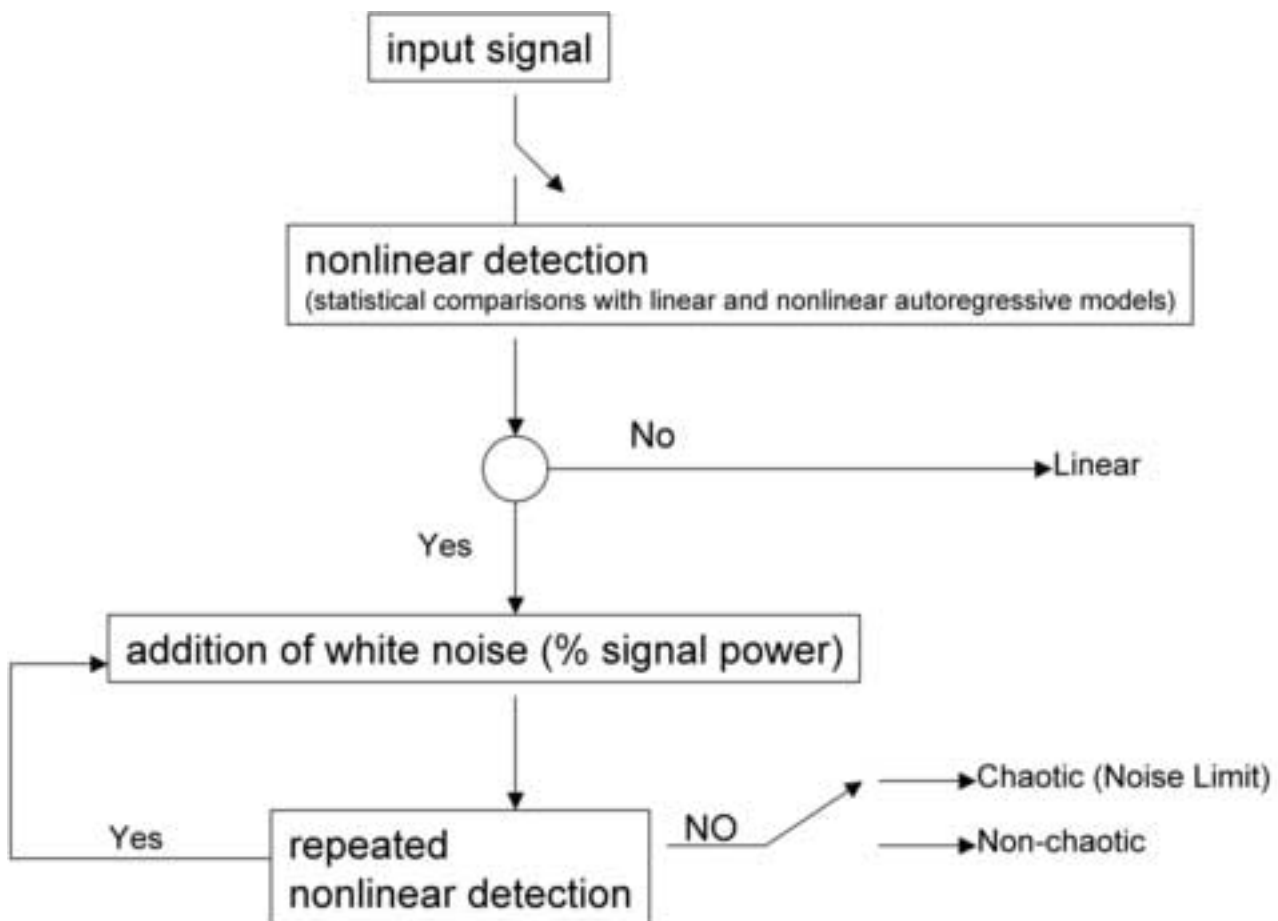 input signal
nonlinear detection
(statistical comparisons with linear and nonlinear autoregressive models)
No
Linear
Yes
addition of white noise (% signal power)
Chaotic (Noise Limit)
Yes
NO
Non-chaotic
repeated
nonlinear detection